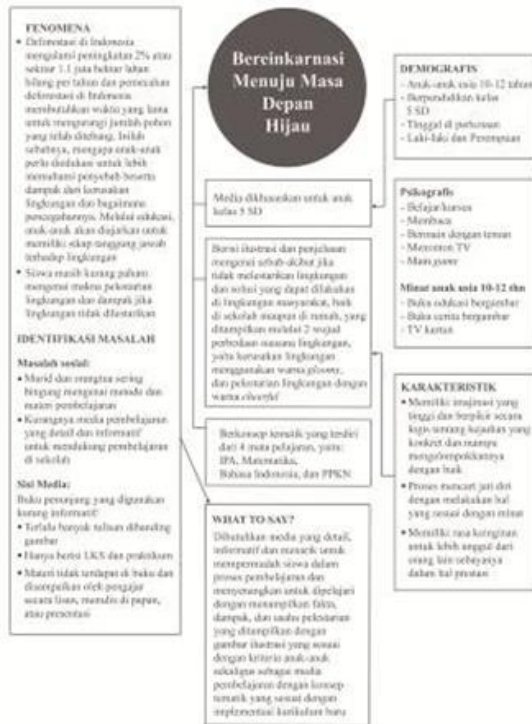 FENOMENA
• Deforestasi di Indonesia
mengalami peningkatan 2% atau
sekitar 1.1 juta hektar lahan
hilang per tahun dan pemecahan
deforestasi di Indonesia
membutuhkan waktu yang lama
untuk mengurangi jumlah pohon
yang telah ditebang. Inilah
sebabnya, mengapa anak-anak
perlu diedukasi untuk lebih
memahami penyebab beserta
dampak dari kerusakan
lingkungan dan bagaimana
pencegahannya. Melalui edukasi,
anak-anak akan diajarkan untuk
memiliki sikap tanggung jawab
terhadap lingkungan
• Siswa masih kurang paham
mengenai makna pelestarian
lingkungan dan dampak jika
lingkungan tidak dilestarikan
IDENTIFIKASI MASALAH
Masalah sosial:
• Murid dan orangtua sering
bingung mengenai metode dan
materi pembelajaran
• Kurangnya media pembelajaran
yang detail dan informatif
untuk mendukung pembelajaran
di sekolah
Sisi Media:
Buku penunjang yang digunakan
kurang informatif:
• Terlalu banyak tulisan dibanding
gambar
• Hanya berisi LKS dan praktikum
• Materi tidak terdapat di buku dan
disampaikan oleh pengajar
secara lisan, menulis di papan,
atau presentasi
Bereinkarnasi
Menuju Masa
Depan
Hijau
Media dikhususkan untuk anak
kelas 5 SD
Berisi ilustrasi dan penjelasan
mengenai sebab-akibat jika
tidak melestarikan lingkungan
dan solusi yang dapat dilakukan
di lingkungan masyarakat, baik
di sekolah maupun di rumah, yang
ditampilkan melalui 2 wujud
perbedaan suasana lingkungan,
yaitu kerusakan lingkungan
menggunakan warna gloomy,
dan pelestarian lingkungan dengan
warna cheerful
Berkonsep tematik yang terdiri
dari 4 mata pelajaran, yaitu:
IPA, Matematika,
Bahasa Indonesia, dan PPKN
WHAT TO SAY?
Dibutuhkan media yang detail,
informatif dan menarik untuk
mempermudah siswa dalam
proses pembelajaran dan
menyenangkan untuk dipelajari
dengan menampilkan fakta,
dampak, dan usaha pelestarian
yang ditampilkan dengan
gambar ilustrasi yang sesuai
dengan kriteria anak-anak
sekaligus sebagai media
pembelajaran dengan konsep
tematik yang sesuai dengan
implementasi kurikulum baru
DEMOGRAFIS
- Anak-anak usia 10-12 tahun
- Berpendidikan kelas
5 SD
- Tinggal di perkotaan
- Laki-laki dan Perempuan
Psikografis
- Belajar/kursus
- Membaca
- Bermain dengan teman
- Menonton TV
- Main game
Minat anak usia 10-12 thn
- Buku edukasi bergambar
- Buku cerita bergambar
- TV kartun
KARAKTERISTIK
• Memiliki imajinasi yang
tinggi dan berpikir secara
logis tentang kejadian yang
konkret dan mampu
mengelompokkannya
dengan baik
• Proses mencari jati diri
dengan melakukan hal
yang sesuai dengan minat
• Memiliki rasa keinginan
untuk lebih unggul dari
orang lain sebayanya
dalam hal prestasi